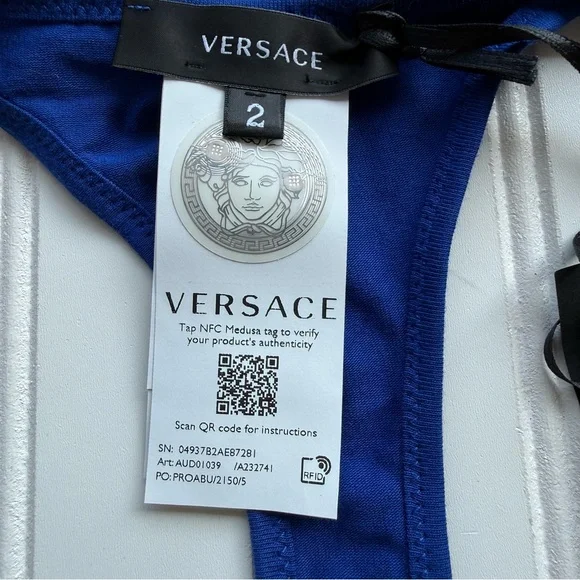 VERSACE
2
VERSACE
Tap NFC Medusa tag to verify
your product's authenticity
Scan QR code for instructions
SN: 04937B2AE87281
Art: AUD01039 /A232741
PO: PROABU/2150/5
RFID